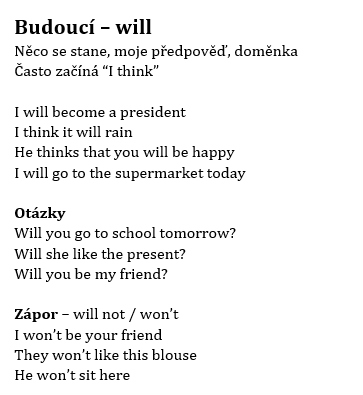 Budoucí – will
Něco se stane, moje předpověď, doměnka
Často začíná “I think”
I will become a president
I think it will rain
He thinks that you will be happy
I will go to the supermarket today
Otázky
Will you go to school tomorrow?
Will she like the present?
Will you be my friend?
Zápor – will not / won’t
I won’t be your friend
They won’t like this blouse
He won’t sit here